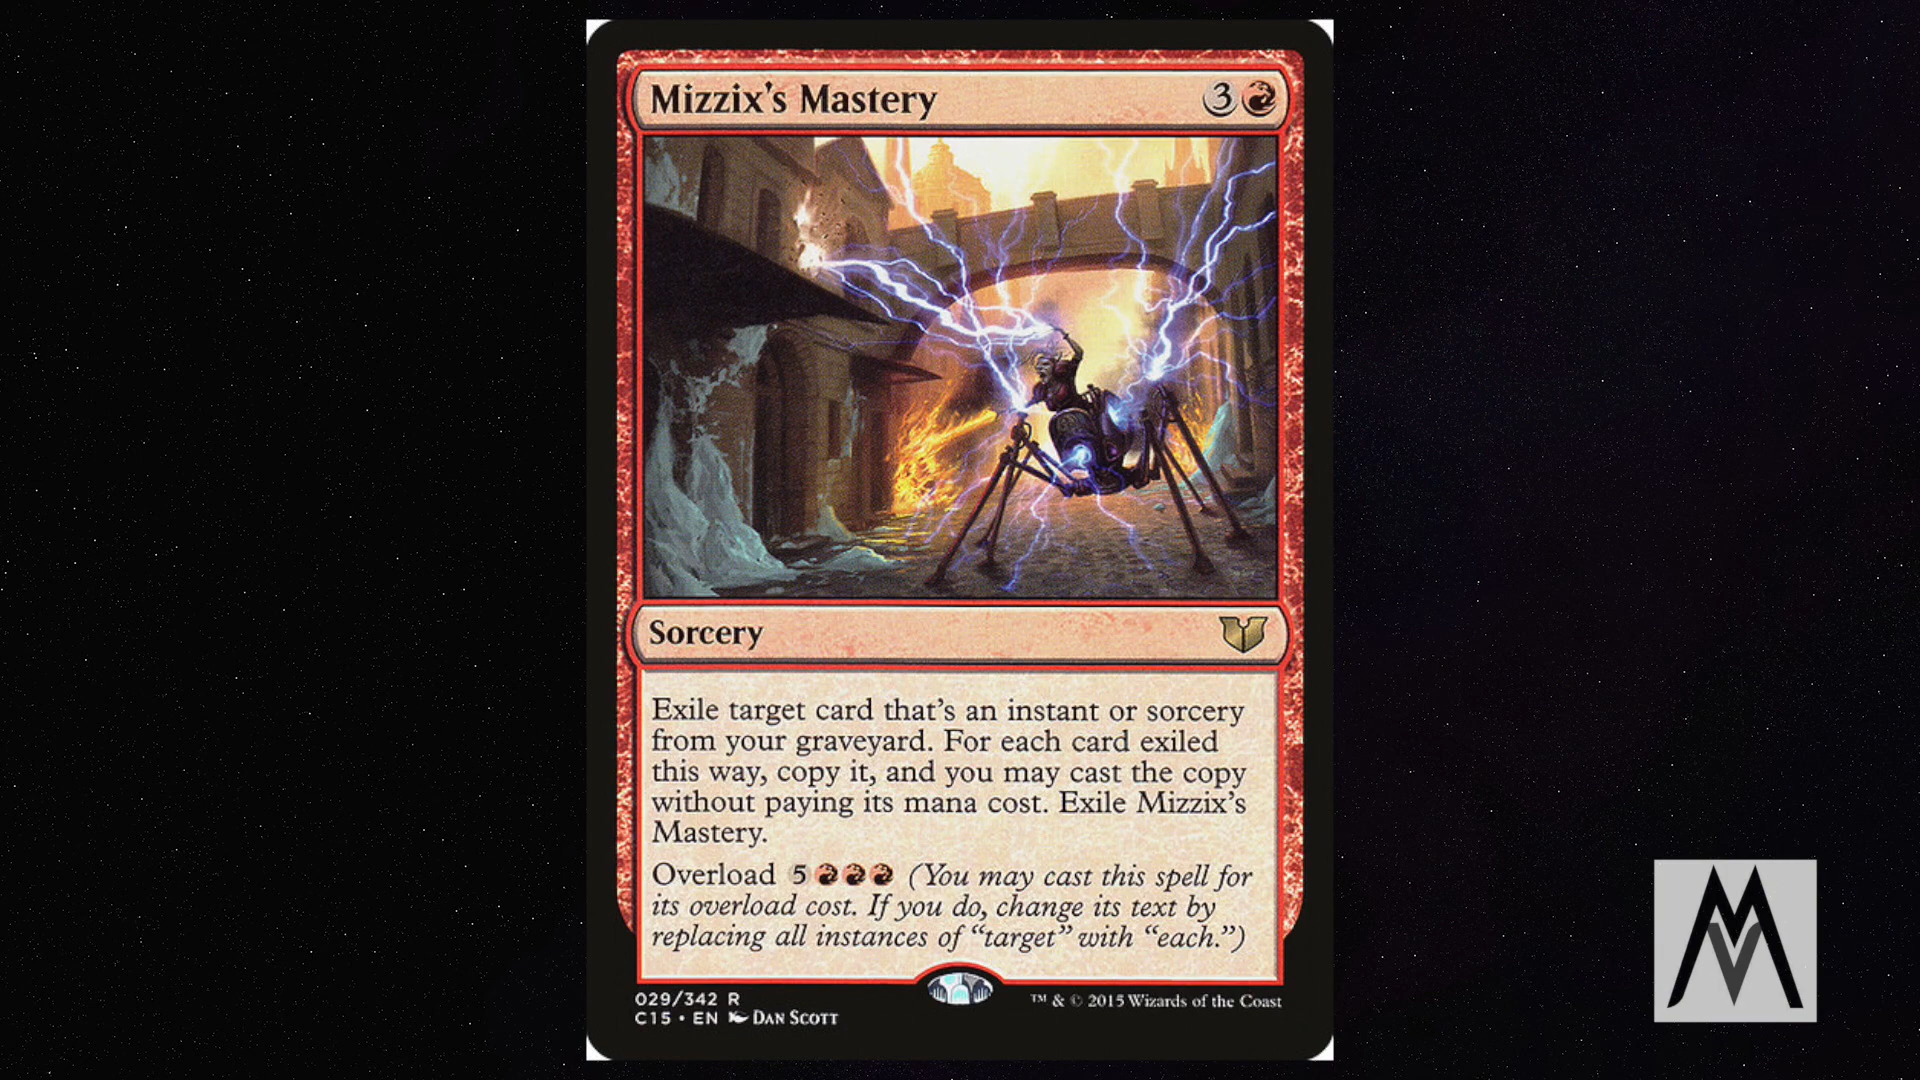 Mizzix's Mastery 3
Sorcery
Exile target card that's an instant or sorcery
from your graveyard. For each card exiled
this way, copy it, and you may cast the copy
without paying its mana cost. Exile Mizzix's
Mastery.
Overload 5 (You may cast this spell for
its overload cost. If you do, change its text by
replacing all instances of “target” with “each.”)
029/342 R
C15 • EN DAN SCOTT
™ & © 2015 Wizards of the Coast
MV